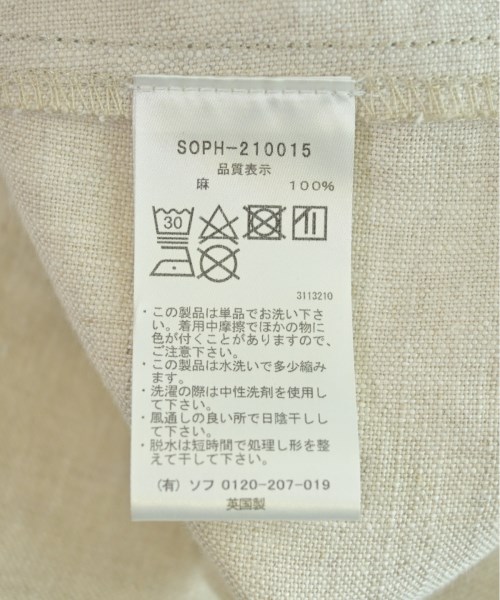 SOPH-210015
品質表示
麻 100%
30
3113210
・この製品は単品でお洗い下さ
い。着用中摩擦でほかの物に
色が付くことがありますので、
ご注意下さい。
・この製品は水洗いで多少縮み
ます。
・洗濯の際は中性洗剤を使用し
て下さい。
・風通しの良い所で日陰干しし
て下さい。
・脱水は短時間で処理し形を整
えて干して下さい。
(有) ソフ 0120-207-019
英国製